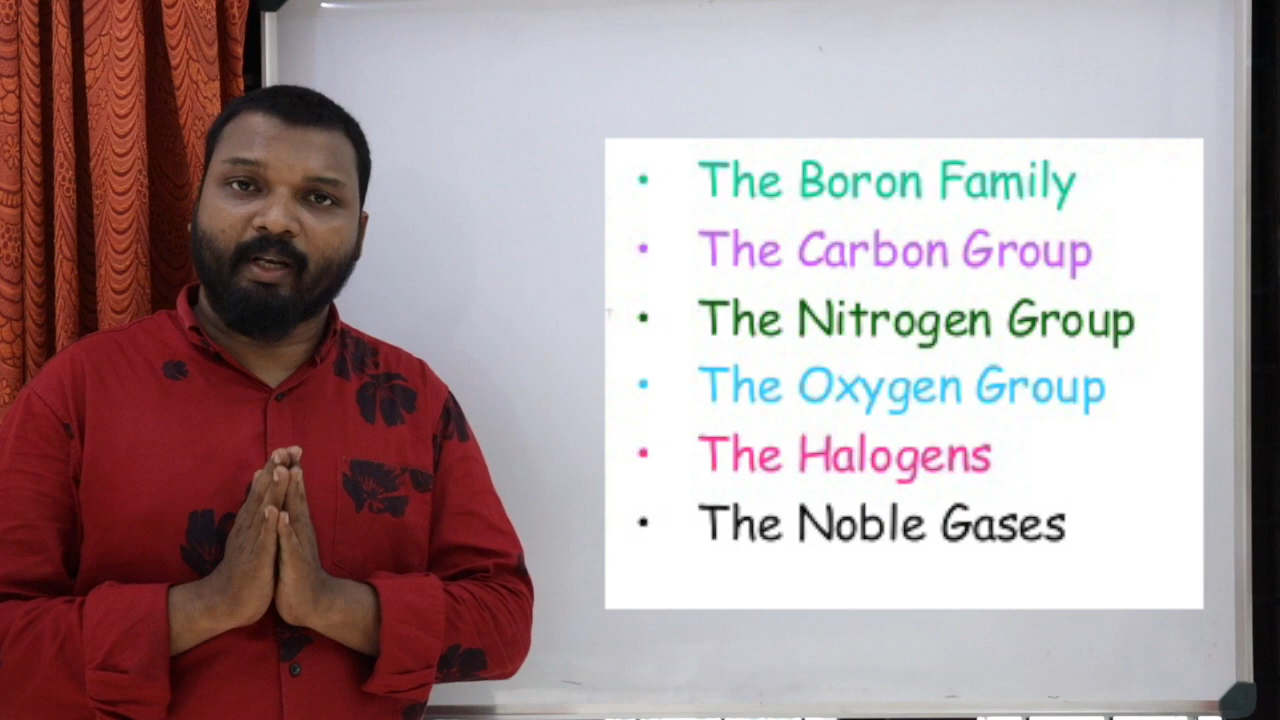 • The Boron Family
• The Carbon Group
• The Nitrogen Group
• The Oxygen Group
• The Halogens
• The Noble Gases